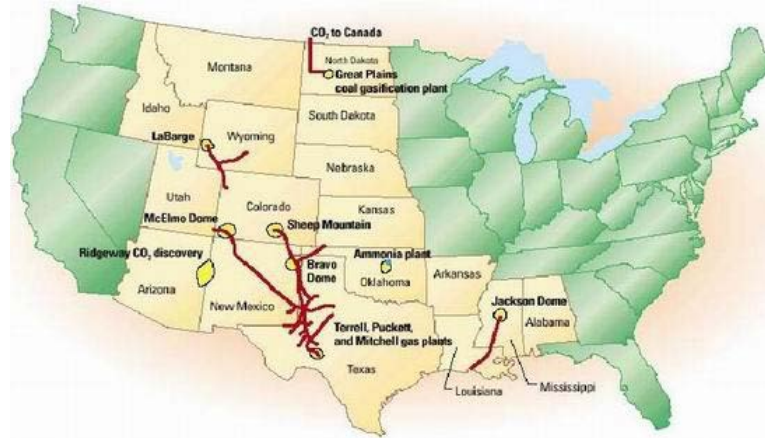 CO₂ to Canada
North Dakota
Great Plains
coal gasification plant
Montana
Idaho
South Dakota
LaBarge
Wyoming
Nebraska
Utah
Colorado
Kansas
McElmo Dome
Sheep Mountain
Ridgeway CO₂ discovery
Bravo
Dome
Ammonia plant
Oklahoma
Arkansas
Arizona
New Mexico
Jackson Dome
Alabama
Terrell, Puckett,
and Mitchell gas plants
Texas
Louisiana
Mississippi